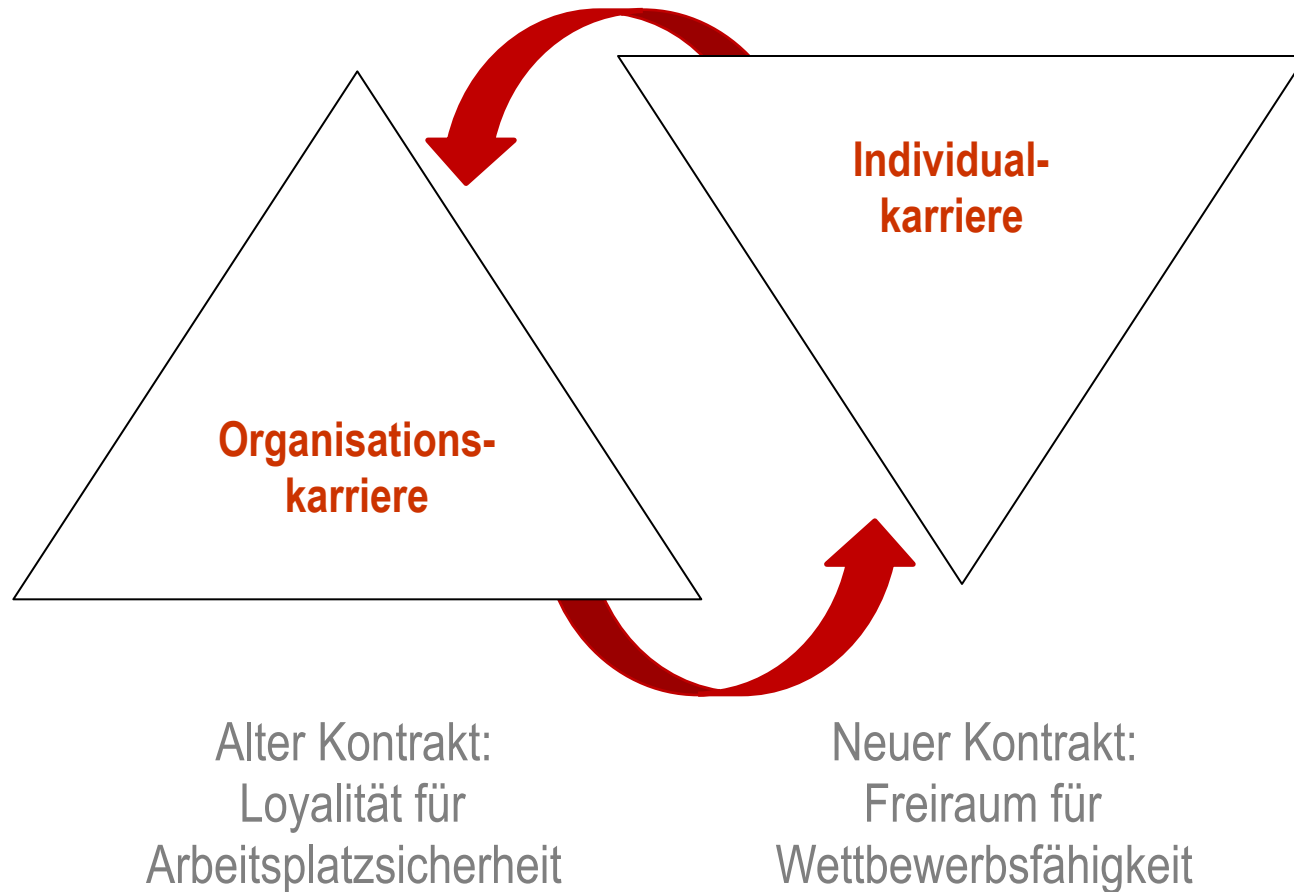 Individual-
karriere
Organisations-
karriere
Alter Kontrakt:
Loyalität für
Arbeitsplatzsicherheit
Neuer Kontrakt:
Freiraum für
Wettbewerbsfähigkeit